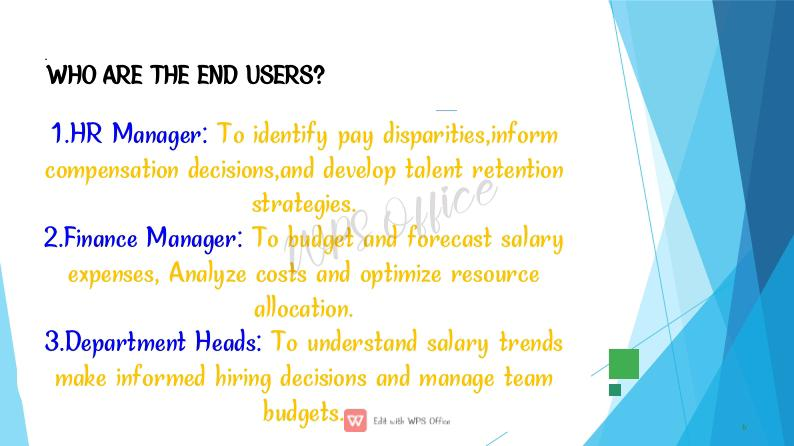 WHO ARE THE END USERS?
1.HR Manager: To identify pay disparities,inform
compensation decisions,and develop talent retention
strategies.
2.Finance Manager: To budget and forecast salary
expenses, Analyze costs and optimize resource
allocation.
3.Department Heads: To understand salary trends
make informed hiring decisions and manage team
budgets.
WPS Office
Edit with WPS Office
6